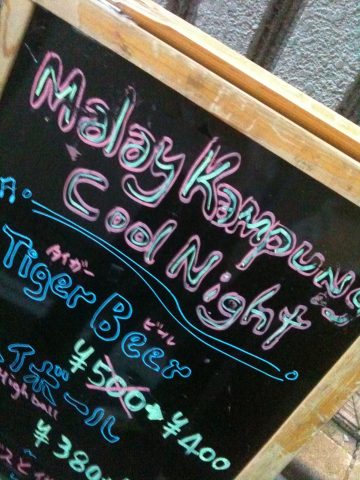 Malay Kampung
Cool Night
タイガー
Tiger Beer
ビール
¥500→¥400
イボール
Highball
¥380